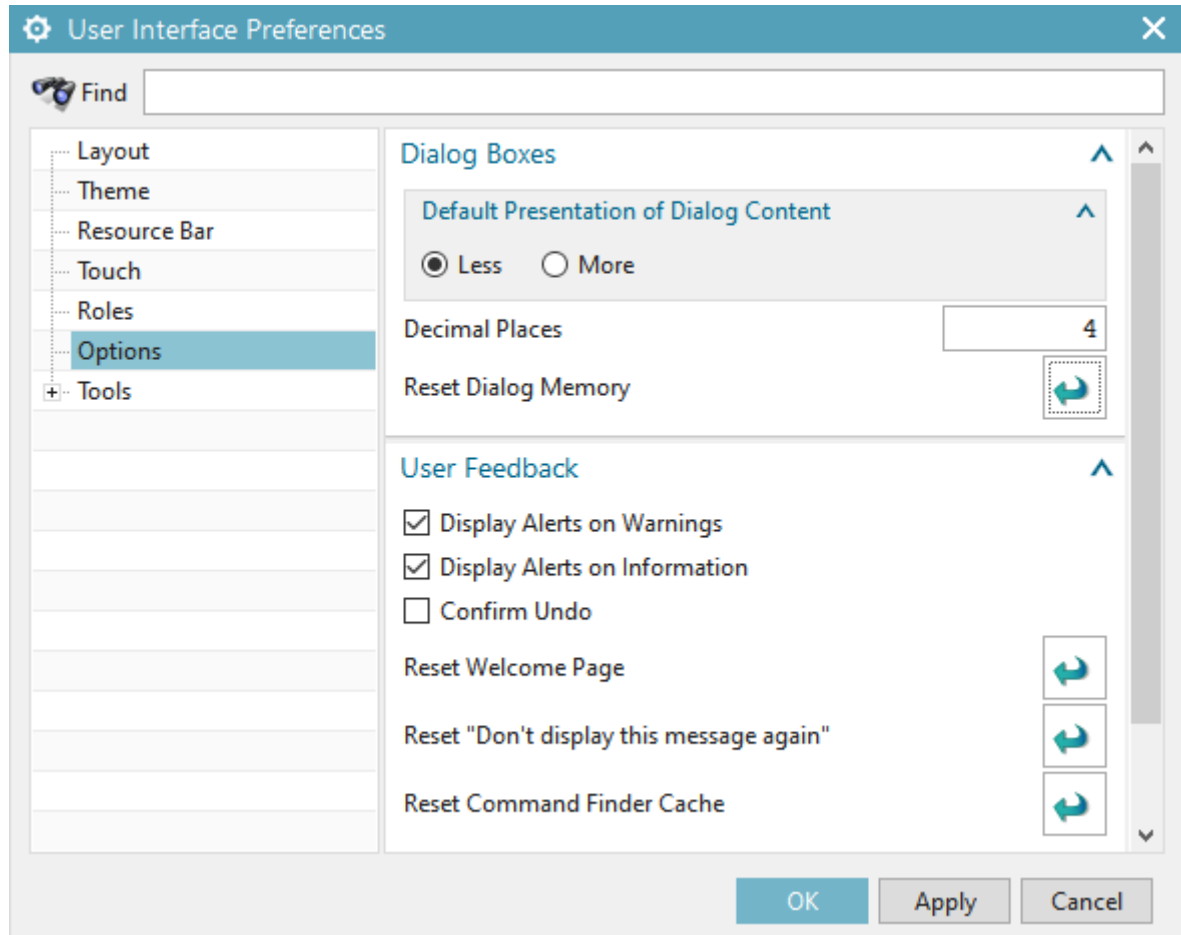 User Interface Preferences
Find
Layout
Theme
Resource Bar
Touch
Roles
Options
Tools
Dialog Boxes
Default Presentation of Dialog Content
Less More
Decimal Places 4
Reset Dialog Memory
User Feedback
Display Alerts on Warnings
Display Alerts on Information
Confirm Undo
Reset Welcome Page
Reset "Don't display this message again"
Reset Command Finder Cache
OK Apply Cancel